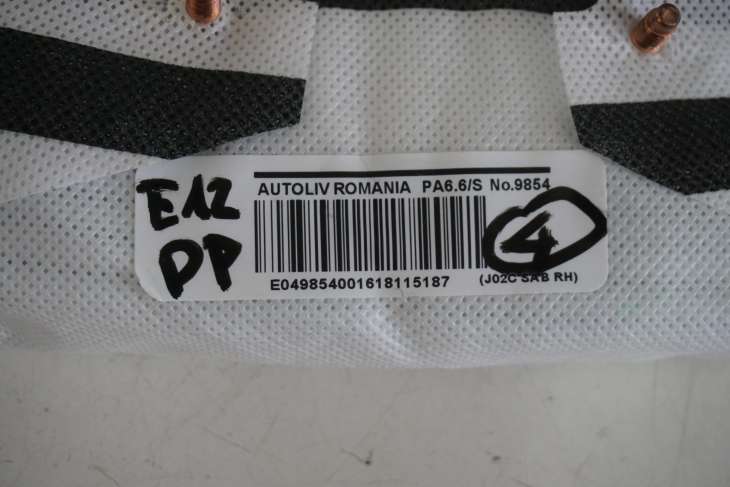 AUTOLIV ROMANIA PA6.6/S No.9854
E12
PP
4
E049854001618115187 (J02C SAB RH)